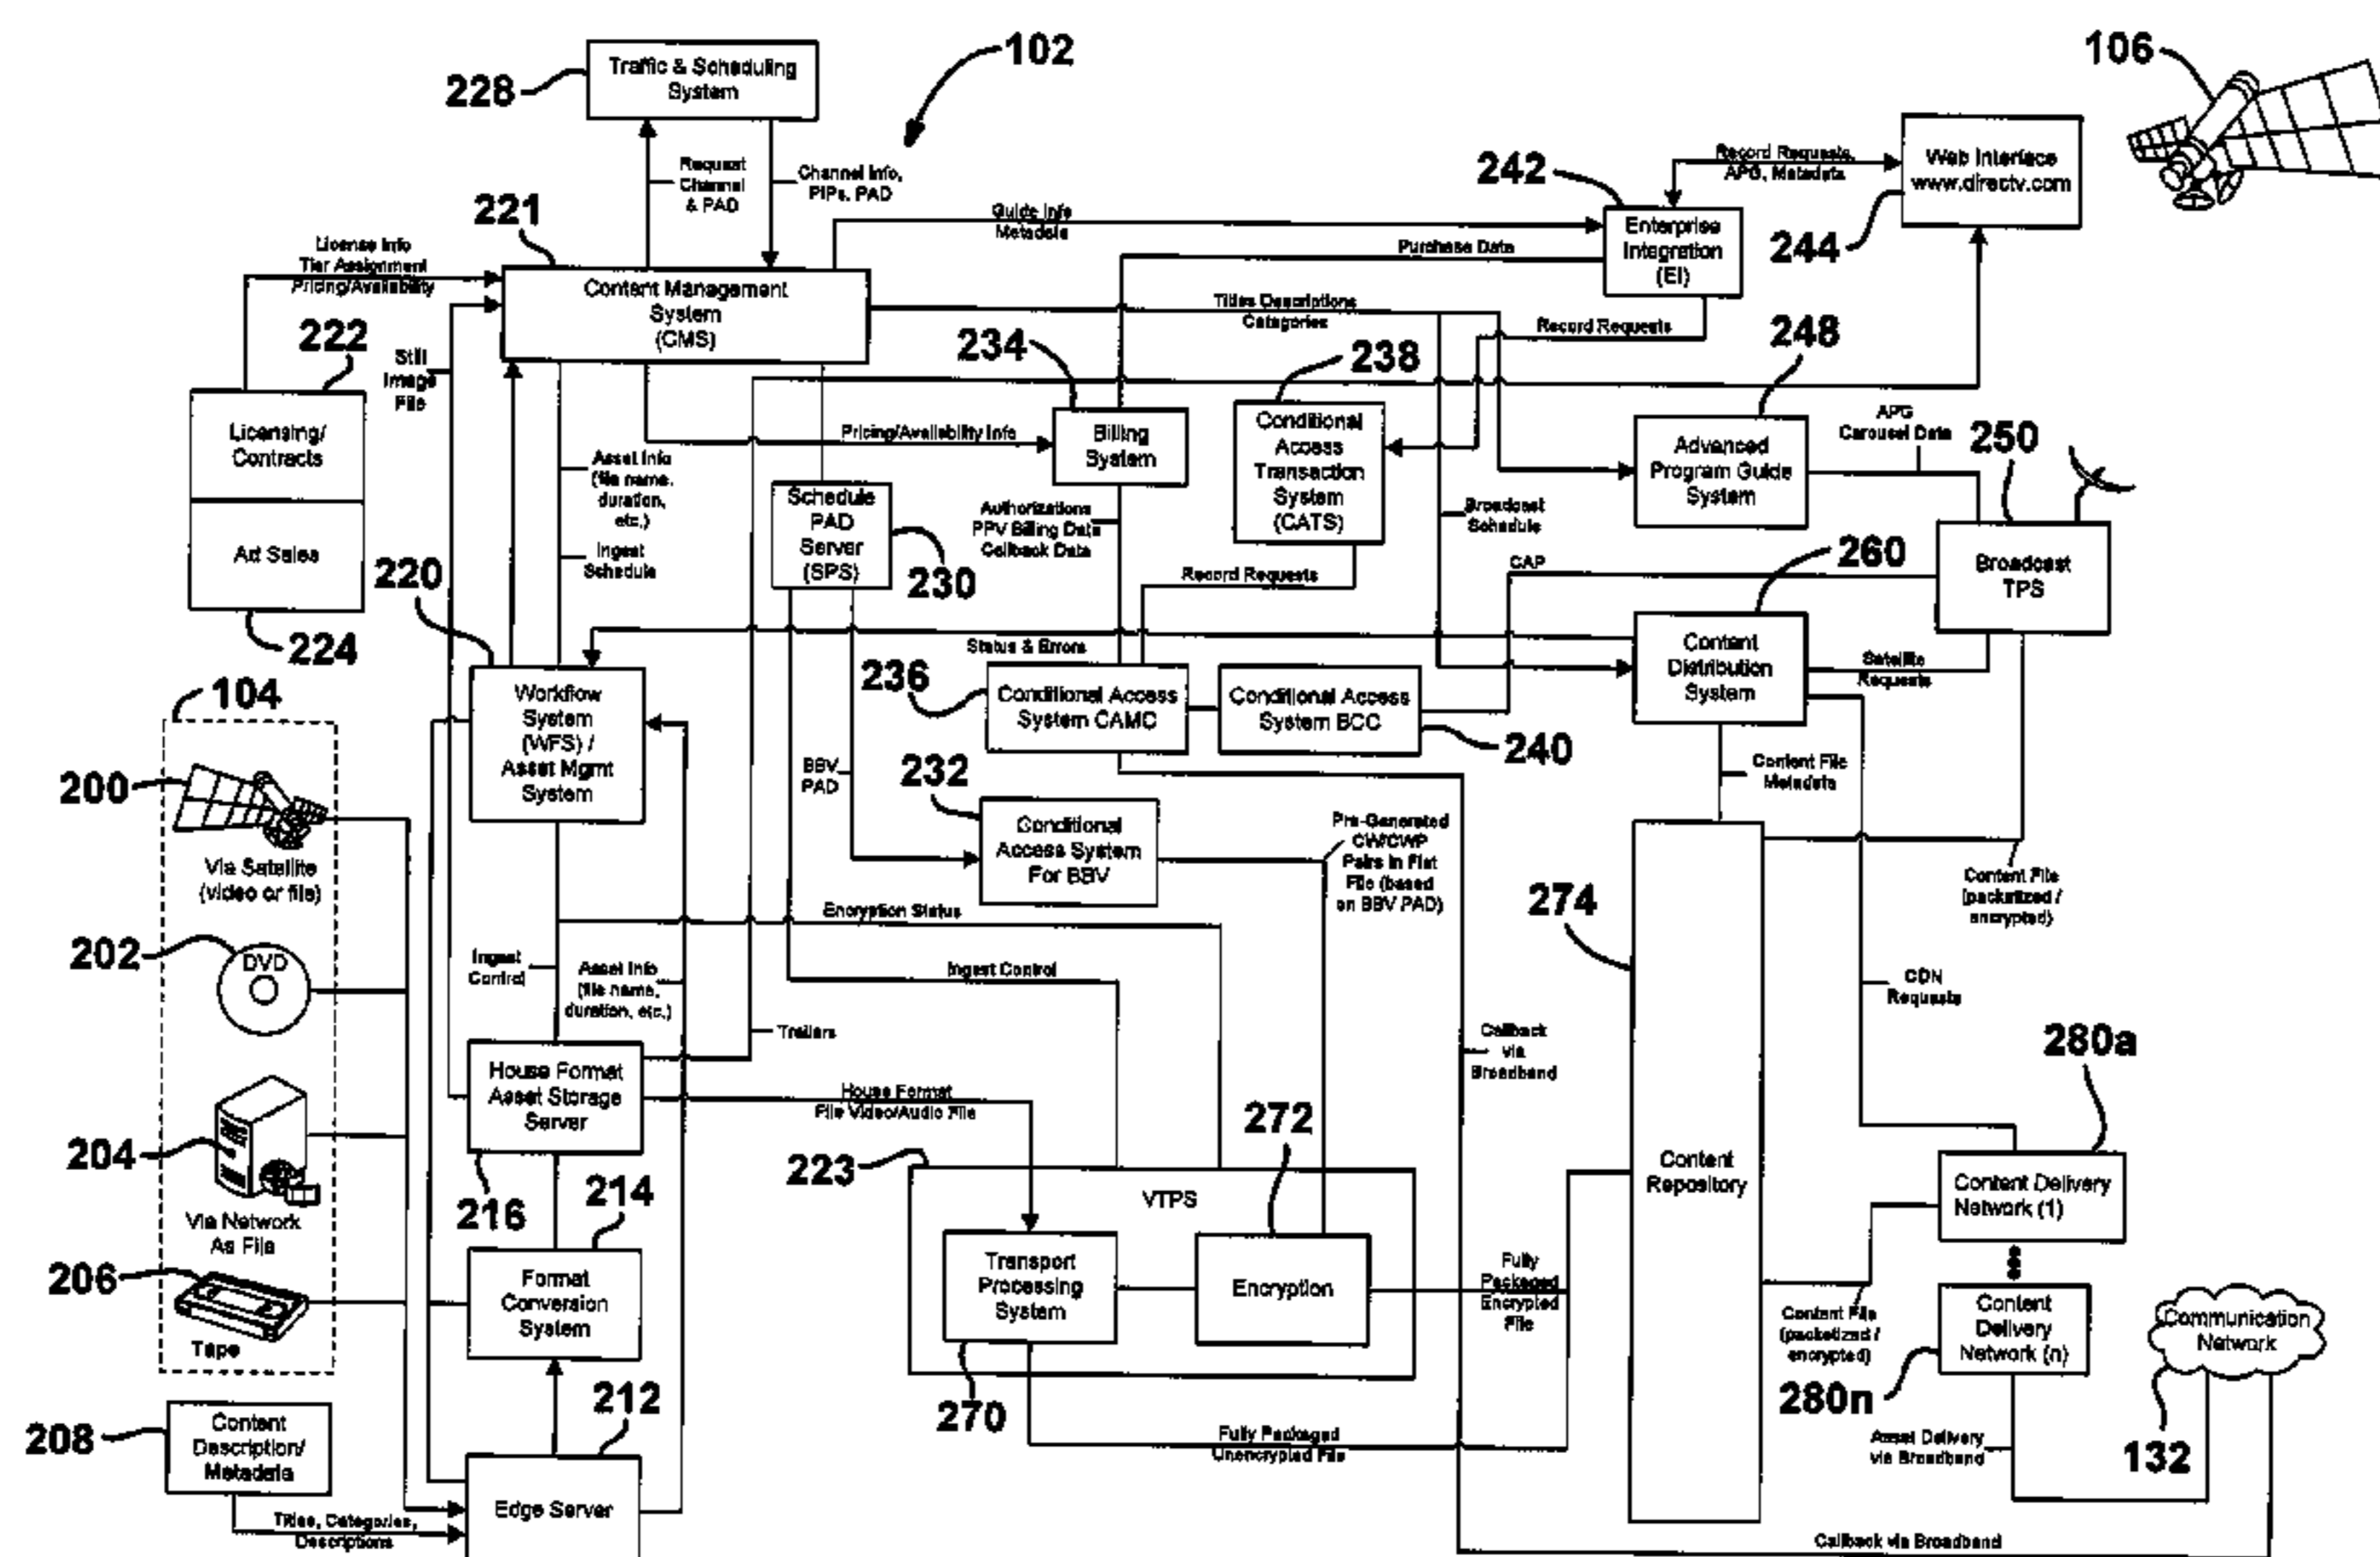 102
106
228
Traffic & Scheduling
System
Request
Channel
& PAD
Channel Info,
PIPs, PAD
242
Record Requests,
APG, Metadata
Web Interface
www.directv.com
244
221
License Info
Tier Assignment
Pricing/Availability
Guide Info
Metadata
Purchase Data
Enterprise
Integration
(EI)
Content Management
System
(CMS)
Titles Descriptions
Categories
Record Requests
222
Still
Image
File
234
238
248
Licensing/
Contracts
Ad Sales
224
Asset Info
(file name,
duration,
etc.)
Ingest
Schedule
Pricing/Availability Info
Billing
System
Conditional
Access
Transaction
System
(CATS)
Advanced
Program Guide
System
APG
Carousel Data
250
Schedule
PAD
Server
(SPS)
230
Authorizations
PPV Billing Data
Callback Data
Broadcast
Schedule
Broadcast
TPS
220
Record Requests
CAP
260
Status & Errors
Content
Distribution
System
Satellite
Requests
104
Workflow
System
(WFS) /
Asset Mgmt
System
236
Conditional Access
System CAMC
Conditional Access
System BCC
240
200
Via Satellite
(video or file)
BBV
PAD
232
Conditional
Access System
For BBV
Pre-Generated
CW/CWP
Pairs in Flat
File (based
on BBV PAD)
Content File
Metadata
Content File
(packetized /
encrypted)
274
Encryption Status
202
DVD
Ingest
Control
Asset Info
(file name,
duration, etc.)
Ingest Control
Trailers
Callback
via
Broadband
CDN
Requests
280a
House Format
Asset Storage
Server
House Format
File Video/Audio File
204
Via Network
As File
216
214
223
VTPS
272
Content
Repository
Content Delivery
Network (1)
206
Tape
Format
Conversion
System
Transport
Processing
System
Encryption
Fully
Packaged
Encrypted
File
Content File
(packetized /
encrypted)
Content
Delivery
Network (n)
Communication
Network
280n
132
208
Content
Description/
Metadata
212
270
Fully Packaged
Unencrypted File
Asset Delivery
via Broadband
Titles, Categories,
Descriptions
Edge Server
Callback via Broadband